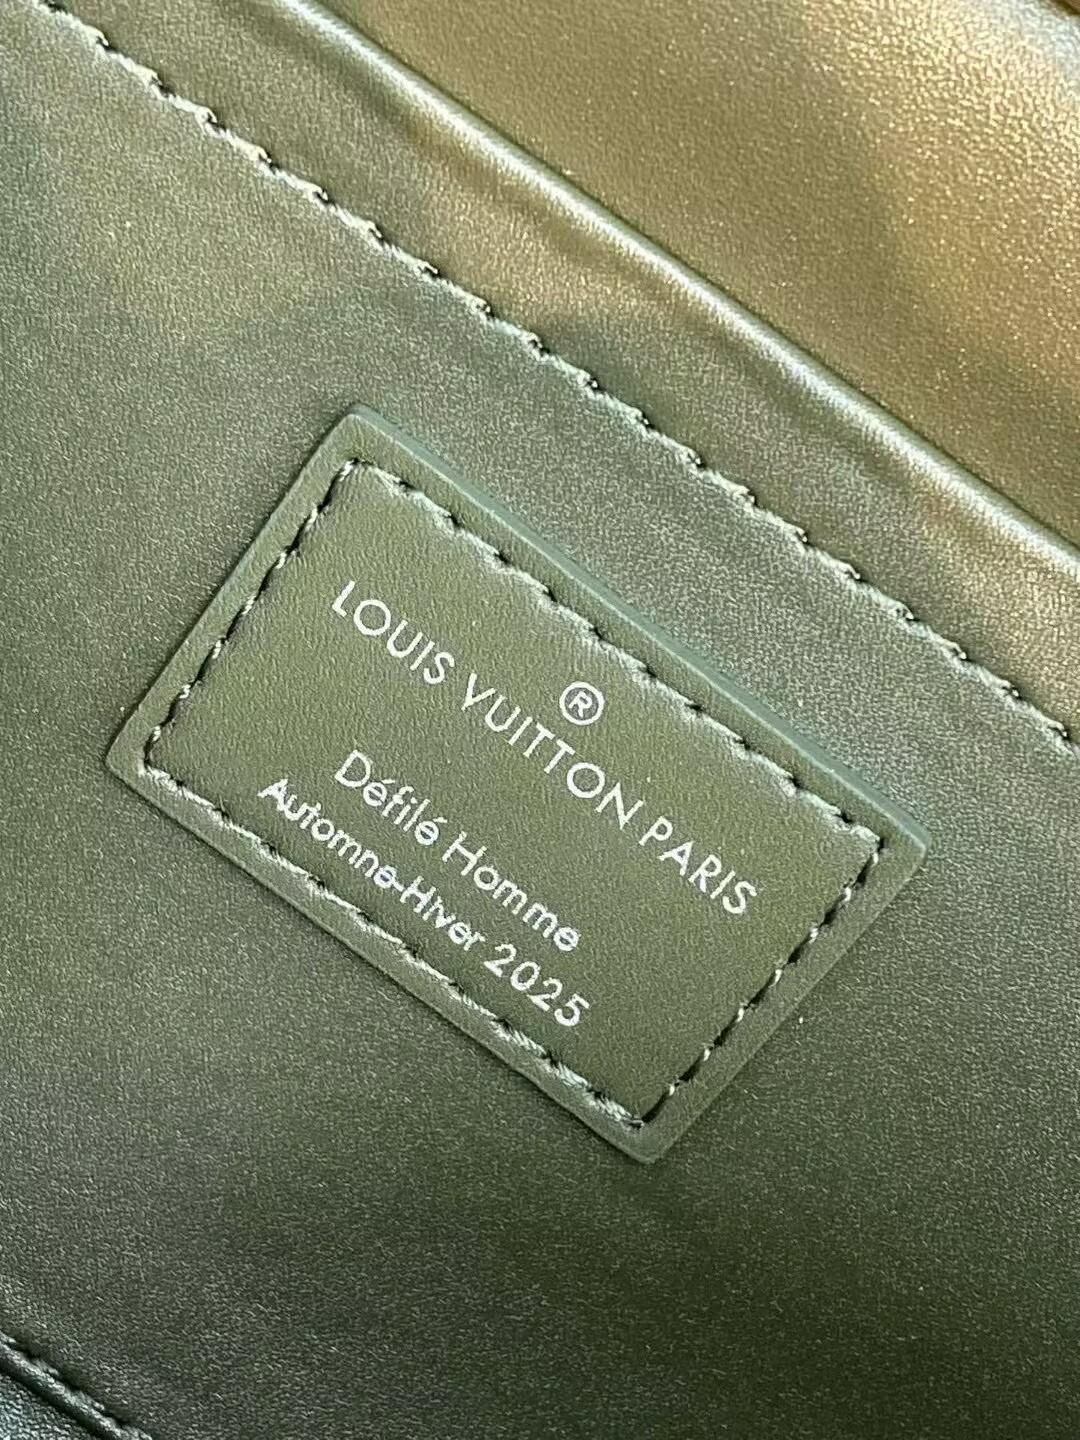 ®
LOUIS VUITTON PARIS
Défilé Homme
Automne-Hiver 2025